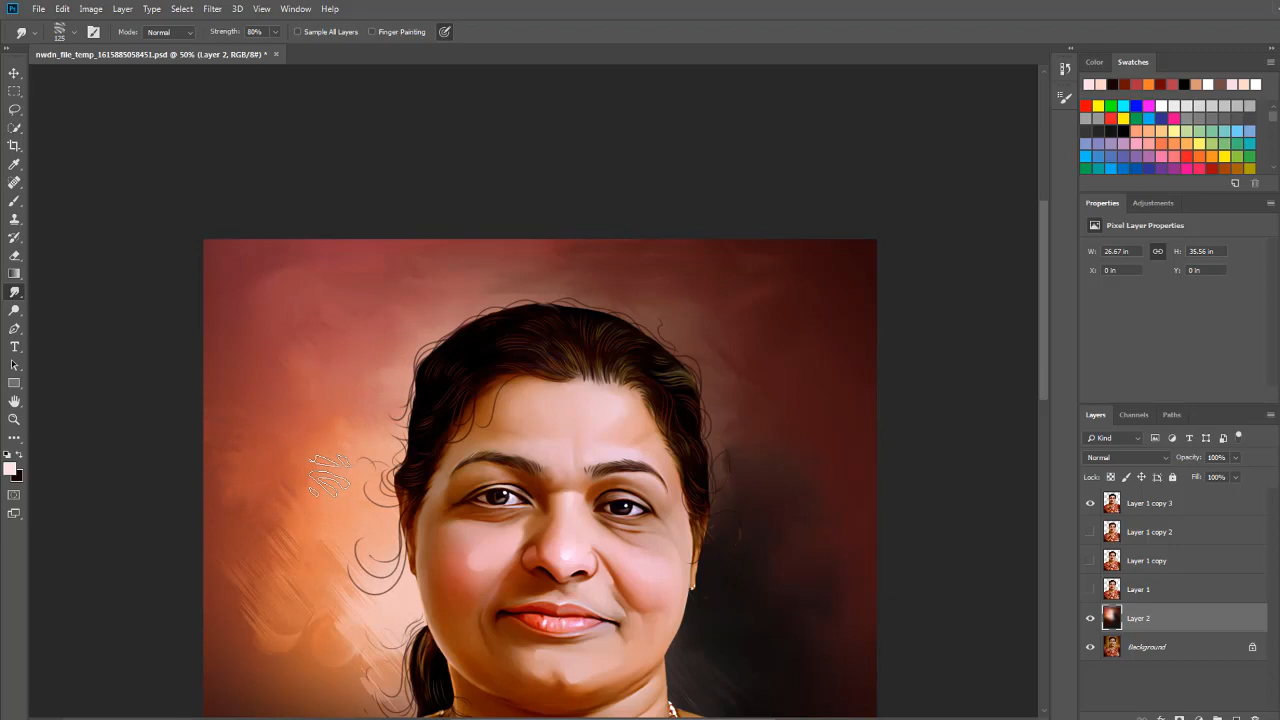 Ps File Edit Image Layer Type Select Filter 3D View Window Help
125 Mode: Normal Strength: 80% Sample All Layers Finger Painting
nwdn_file_temp_1615885058451.psd @ 50% (Layer 2, RGB/8#) * ×
Color Swatches
Properties Adjustments
Pixel Layer Properties
W: 26.67 in H: 35.56 in
X: 0 in Y: 0 in
Layers Channels Paths
Kind
Normal Opacity: 100%
Lock: Fill: 100%
Layer 1 copy 3
Layer 1 copy 2
Layer 1 copy
Layer 1
Layer 2
Background